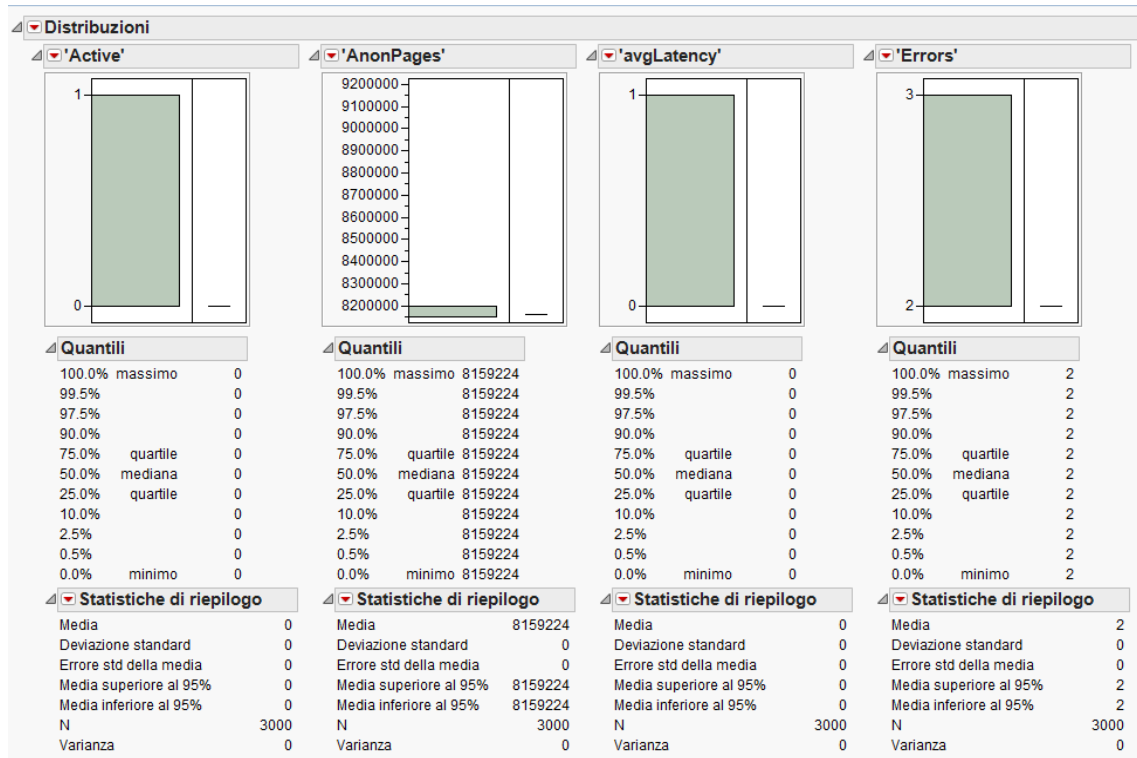 Distribuzioni
'Active'
1
0
Quantili
100.0% massimo 0
99.5% 0
97.5% 0
90.0% 0
75.0% quartile 0
50.0% mediana 0
25.0% quartile 0
10.0% 0
2.5% 0
0.5% 0
0.0% minimo 0
Statistiche di riepilogo
Media 0
Deviazione standard 0
Errore std della media 0
Media superiore al 95% 0
Media inferiore al 95% 0
N 3000
Varianza 0
'AnonPages'
9200000
9100000
9000000
8900000
8800000
8700000
8600000
8500000
8400000
8300000
8200000
Quantili
100.0% massimo 8159224
99.5% 8159224
97.5% 8159224
90.0% 8159224
75.0% quartile 8159224
50.0% mediana 8159224
25.0% quartile 8159224
10.0% 8159224
2.5% 8159224
0.5% 8159224
0.0% minimo 8159224
Statistiche di riepilogo
Media 8159224
Deviazione standard 0
Errore std della media 0
Media superiore al 95% 8159224
Media inferiore al 95% 8159224
N 3000
Varianza 0
'avgLatency'
1
0
Quantili
100.0% massimo 0
99.5% 0
97.5% 0
90.0% 0
75.0% quartile 0
50.0% mediana 0
25.0% quartile 0
10.0% 0
2.5% 0
0.5% 0
0.0% minimo 0
Statistiche di riepilogo
Media 0
Deviazione standard 0
Errore std della media 0
Media superiore al 95% 0
Media inferiore al 95% 0
N 3000
Varianza 0
'Errors'
3
2
Quantili
100.0% massimo 2
99.5% 2
97.5% 2
90.0% 2
75.0% quartile 2
50.0% mediana 2
25.0% quartile 2
10.0% 2
2.5% 2
0.5% 2
0.0% minimo 2
Statistiche di riepilogo
Media 2
Deviazione standard 0
Errore std della media 0
Media superiore al 95% 2
Media inferiore al 95% 2
N 3000
Varianza 0